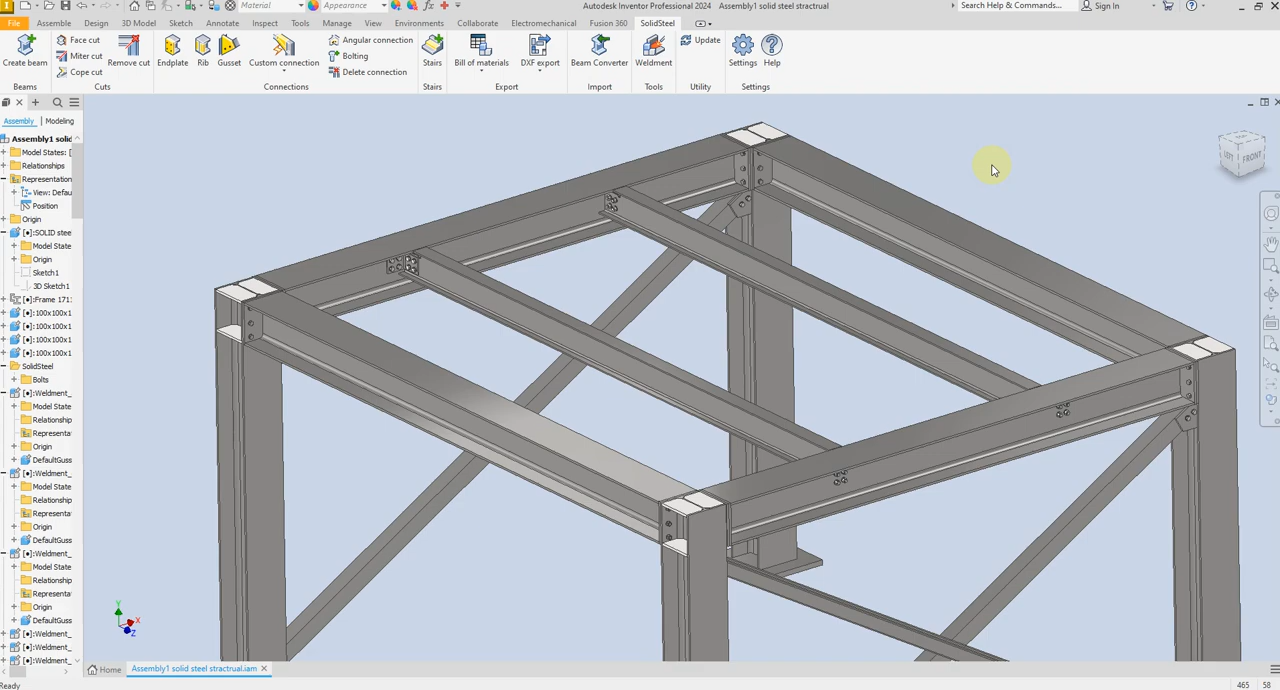 Material
Appearance
Autodesk Inventor Professional 2024 Assembly1 solid steel stractrual
Search Help & Commands...
Sign In
File Assembly Design 3D Model Sketch Annotate Inspect Tools Manage View Environments Collaborate Electromechanical Fusion 360 SolidSteel
Create beam
Face cut
Miter cut
Cope cut
Remove cut
Endplate
Rib
Gusset
Custom connection
Angular connection
Bolting
Delete connection
Stairs
Bill of materials
DXF export
Beam Converter
Weldment
Update
Settings
Help
Beams Cuts Connections Stairs Export Import Tools Utility Settings
Assembly Modeling
Assembly1 solid
Model States: [
Relationships
Representation
View: Defau
Position
Origin
[•]:SOLID stee
Model State
Origin
Sketch1
3D Sketch1
[•]:Frame 171
[•]:100x100x1
[•]:100x100x1
[•]:100x100x1
[•]:100x100x1
SolidSteel
Bolts
[•]:Weldment_
Model State
Relationship
Representa
Origin
DefaultGuss
[•]:Weldment_
Model State
Relationship
Representa
Origin
DefaultGuss
[•]:Weldment_
Model State
Relationship
Representa
Origin
DefaultGuss
[•]:Weldment_
[•]:Weldment_
[•]:Weldment_
LEFT FRONT
Y
X
Z
Home Assembly1 solid steel stractrual.iam
Ready
465 58